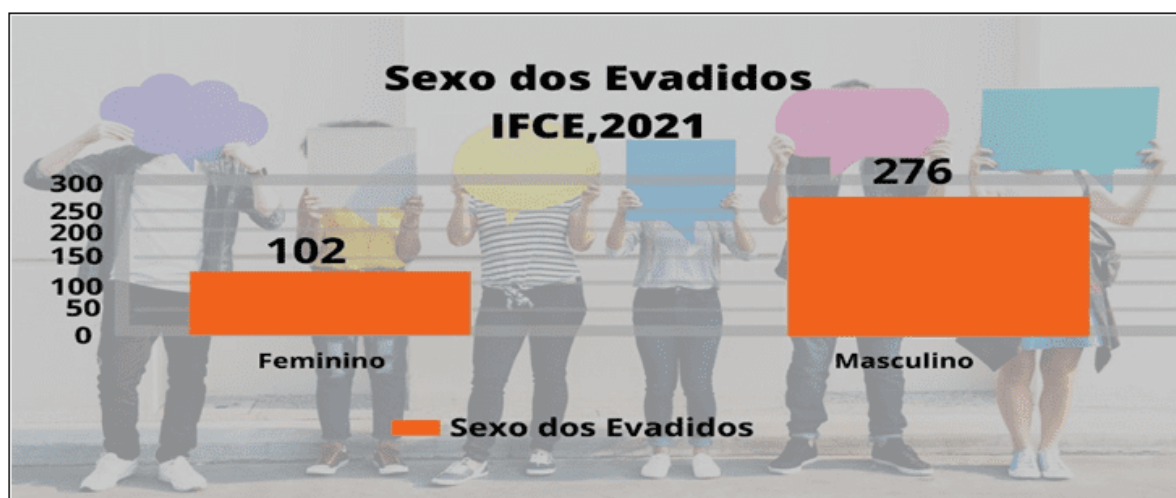 Sexo dos Evadidos
IFCE,2021
300
250
200
150
100
50
0
102
276
Feminino
Masculino
Sexo dos Evadidos